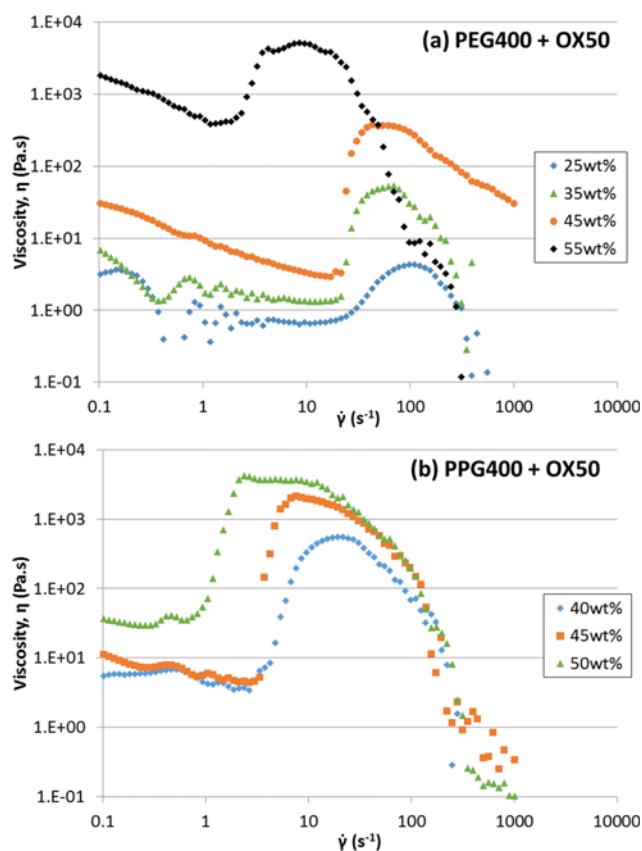 (a) PEG400 + OX50
1.E+04
1.E+03
1.E+02
1.E+01
1.E+00
1.E-01
Viscosity, η (Pa.s)
25wt%
35wt%
45wt%
55wt%
0.1 1 10 100 1000 10000
γ̇ (s⁻¹)
(b) PPG400 + OX50
1.E+04
1.E+03
1.E+02
1.E+01
1.E+00
1.E-01
Viscosity, η (Pa.s)
40wt%
45wt%
50wt%
0.1 1 10 100 1000 10000
γ̇ (s⁻¹)